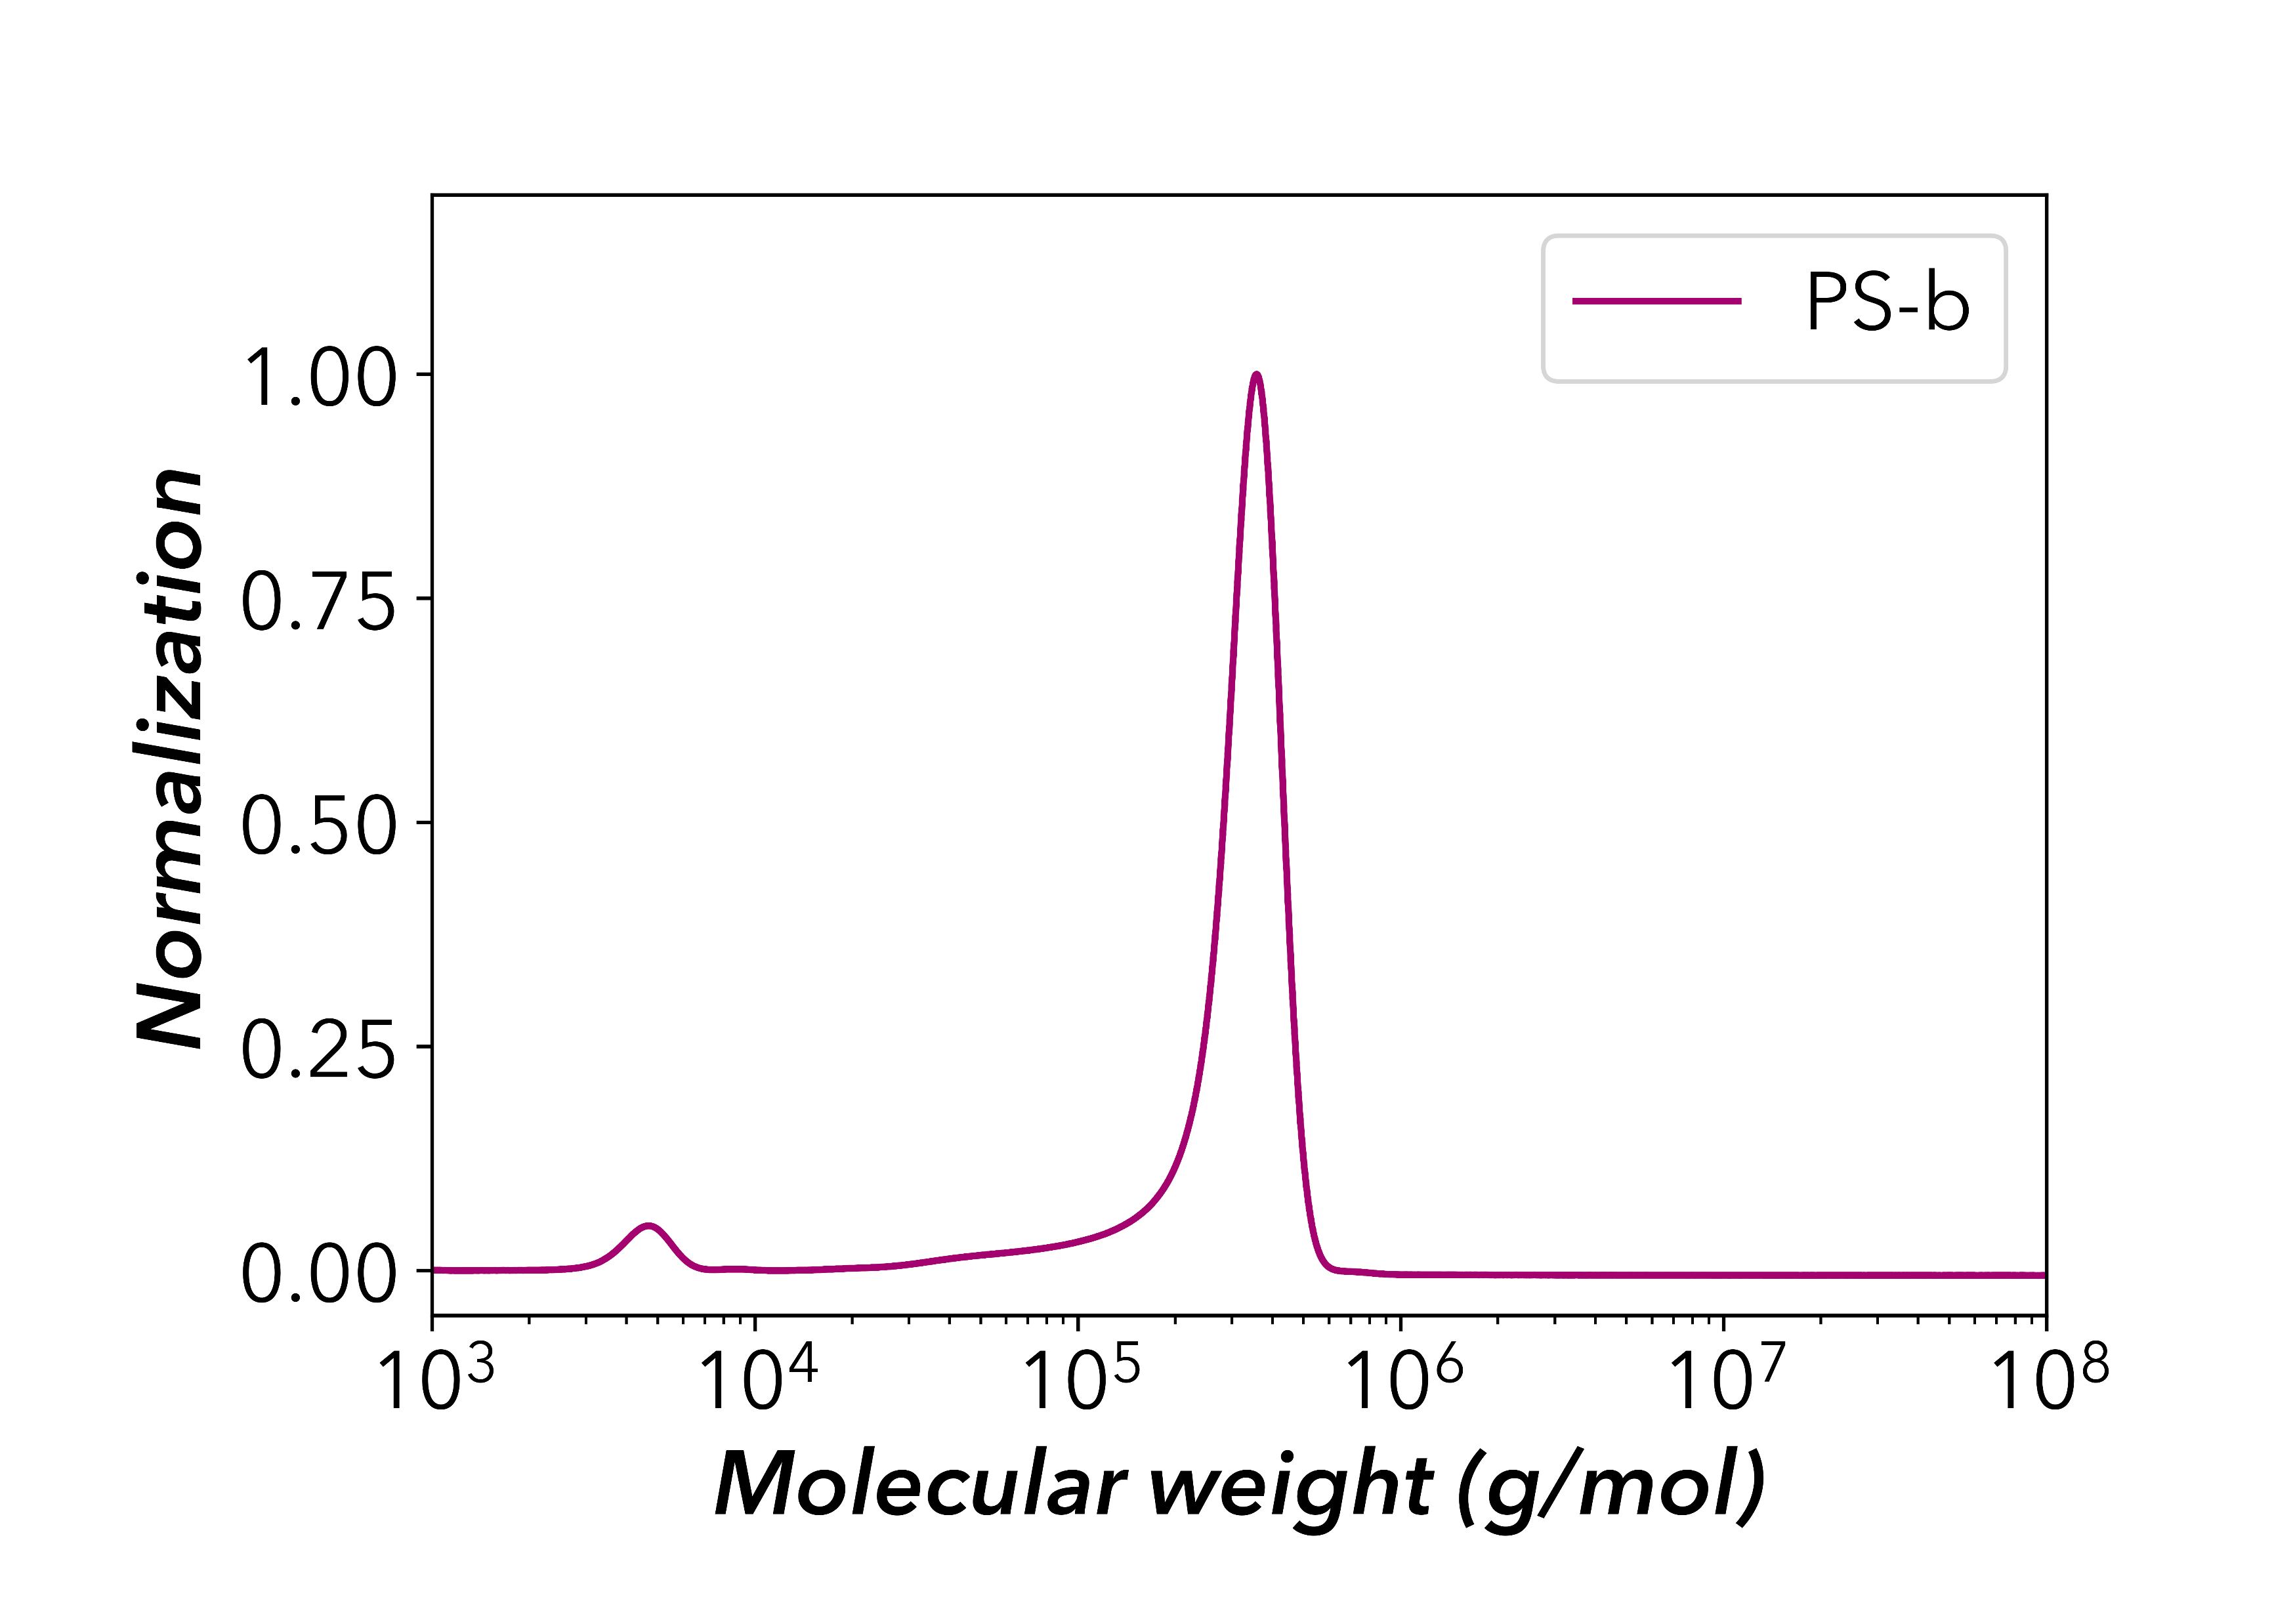 PS-b
1.00
0.75
0.50
0.25
0.00
Normalization
10³ 10⁴ 10⁵ 10⁶ 10⁷ 10⁸
Molecular weight (g/mol)